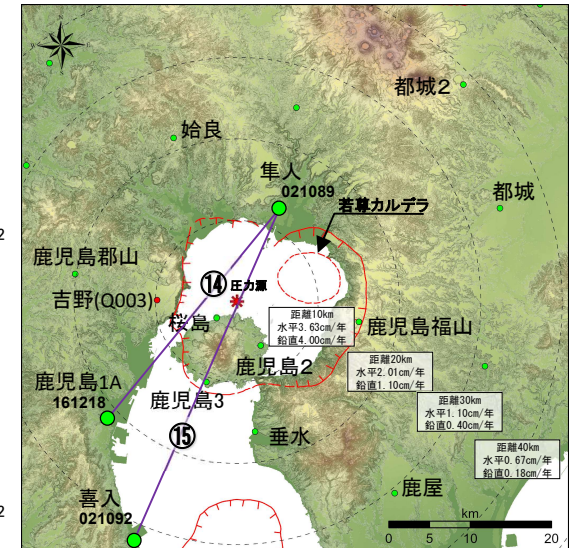 都城2
姶良
隼人
021089
若尊カルデラ
都城
2
鹿児島郡山
吉野(Q003)
⑭
圧力源
桜島
距離10km
水平3.63cm/年
鉛直4.00cm/年
鹿児島福山
鹿児島2
距離20km
水平2.01cm/年
鉛直1.10cm/年
鹿児島1A
161218
鹿児島3
距離30km
水平1.10cm/年
鉛直0.40cm/年
⑮
垂水
距離40km
水平0.67cm/年
鉛直0.18cm/年
鹿屋
喜入
021092
2
km
0 5 10 20